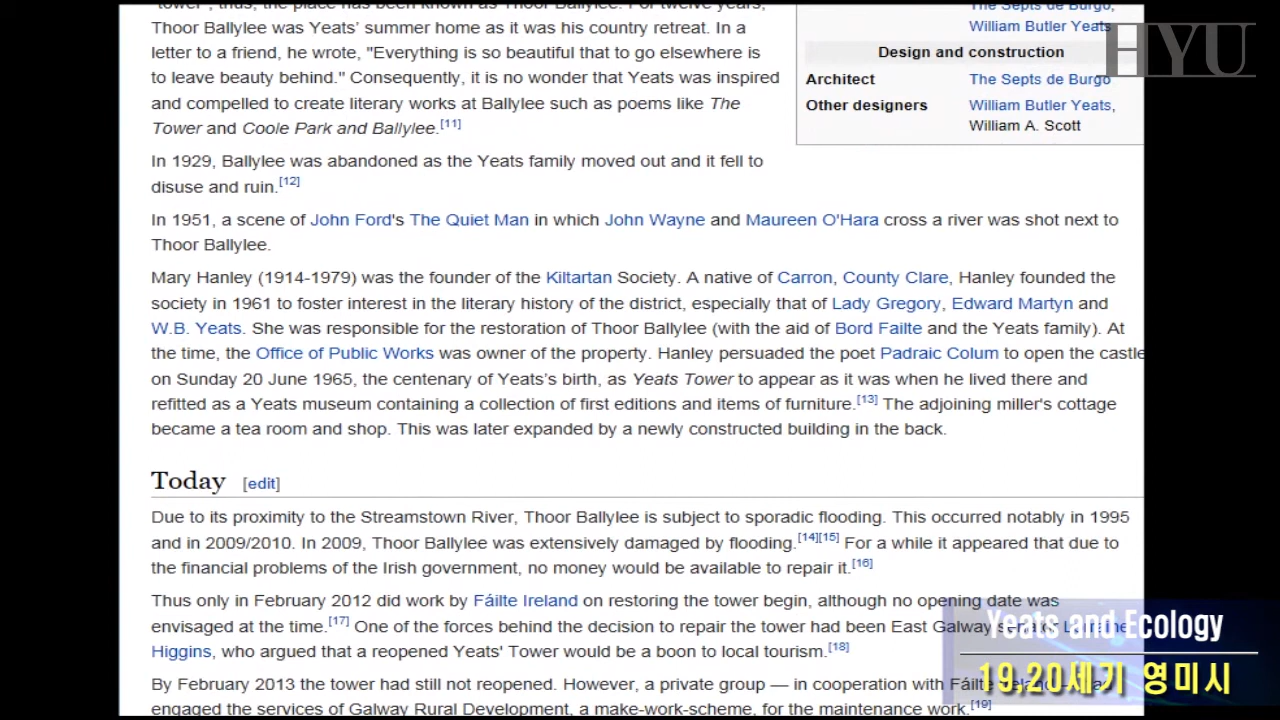 "tower", thus, the place has been known as Thoor Ballylee. For twelve years,
Thoor Ballylee was Yeats' summer home as it was his country retreat. In a
letter to a friend, he wrote, "Everything is so beautiful that to go elsewhere is
to leave beauty behind." Consequently, it is no wonder that Yeats was inspired
and compelled to create literary works at Ballylee such as poems like The
Tower and Coole Park and Ballylee.[11]
The Septs de Burgo,
William Butler Yeats
Design and construction
Architect The Septs de Burgo
Other designers William Butler Yeats,
William A. Scott
HYU
In 1929, Ballylee was abandoned as the Yeats family moved out and it fell to
disuse and ruin.[12]
In 1951, a scene of John Ford's The Quiet Man in which John Wayne and Maureen O'Hara cross a river was shot next to
Thoor Ballylee.
Mary Hanley (1914-1979) was the founder of the Kiltartan Society. A native of Carron, County Clare, Hanley founded the
society in 1961 to foster interest in the literary history of the district, especially that of Lady Gregory, Edward Martyn and
W.B. Yeats. She was responsible for the restoration of Thoor Ballylee (with the aid of Bord Failte and the Yeats family). At
the time, the Office of Public Works was owner of the property. Hanley persuaded the poet Padraic Colum to open the castle
on Sunday 20 June 1965, the centenary of Yeats's birth, as Yeats Tower to appear as it was when he lived there and
refitted as a Yeats museum containing a collection of first editions and items of furniture.[13] The adjoining miller's cottage
became a tea room and shop. This was later expanded by a newly constructed building in the back.
Today [edit]
Due to its proximity to the Streamstown River, Thoor Ballylee is subject to sporadic flooding. This occurred notably in 1995
and in 2009/2010. In 2009, Thoor Ballylee was extensively damaged by flooding.[14][15] For a while it appeared that due to
the financial problems of the Irish government, no money would be available to repair it.[16]
Thus only in February 2012 did work by Fáilte Ireland on restoring the tower begin, although no opening date was
envisaged at the time.[17] One of the forces behind the decision to repair the tower had been East Galway
Higgins, who argued that a reopened Yeats' Tower would be a boon to local tourism.[18]
By February 2013 the tower had still not reopened. However, a private group — in cooperation with Fáilte
engaged the services of Galway Rural Development, a make-work-scheme, for the maintenance work.[19]
Yeats and Ecology
19.20세기 영미시